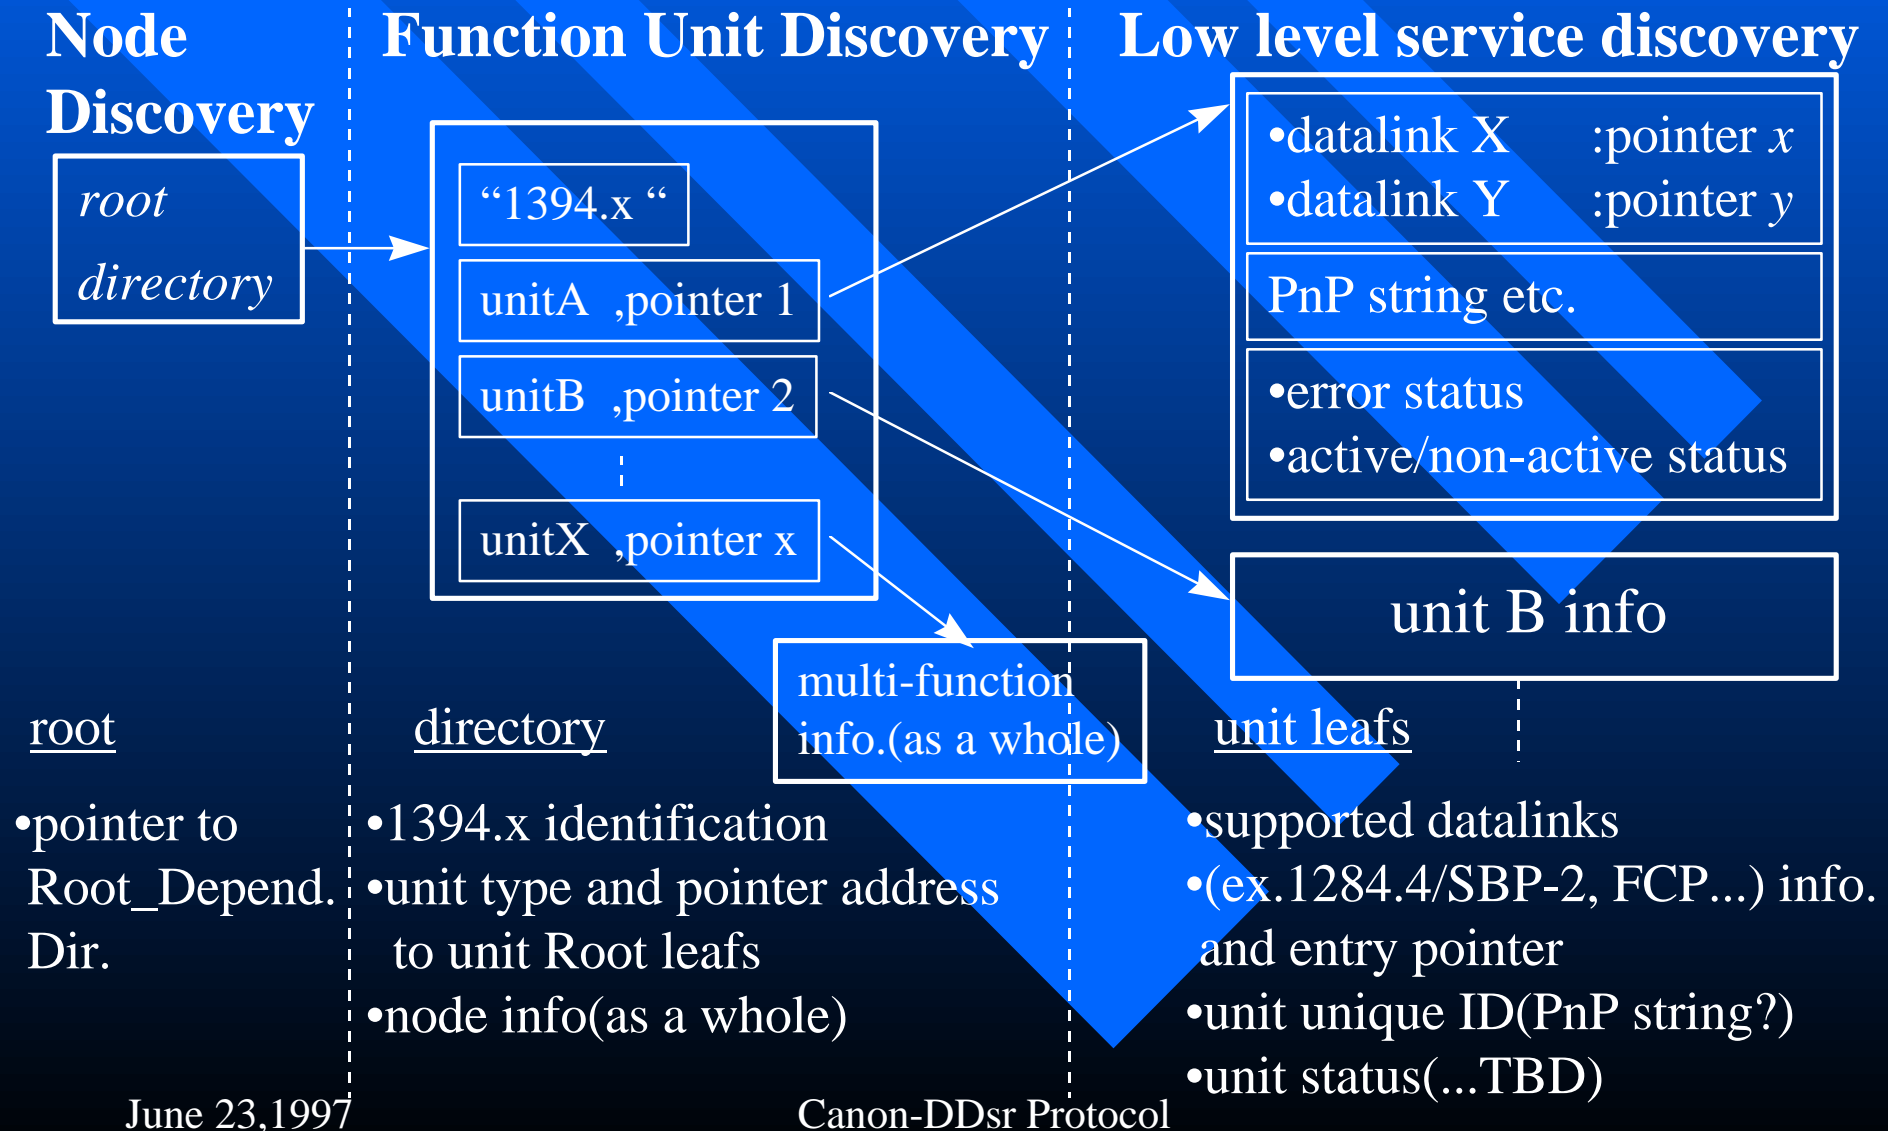 Node
Discovery
root
directory
root
•pointer to
Root_Depend.
Dir.
Function Unit Discovery
“1394.x “
unitA ,pointer 1
unitB ,pointer 2
unitX ,pointer x
multi-function
info.(as a whole)
directory
•1394.x identification
•unit type and pointer address
to unit Root leafs
•node info(as a whole)
Low level service discovery
•datalink X :pointer x
•datalink Y :pointer y
PnP string etc.
•error status
•active/non-active status
unit B info
unit leafs
•supported datalinks
•(ex.1284.4/SBP-2, FCP...) info.
and entry pointer
•unit unique ID(PnP string?)
•unit status(...TBD)
June 23,1997
Canon-DDsr Protocol